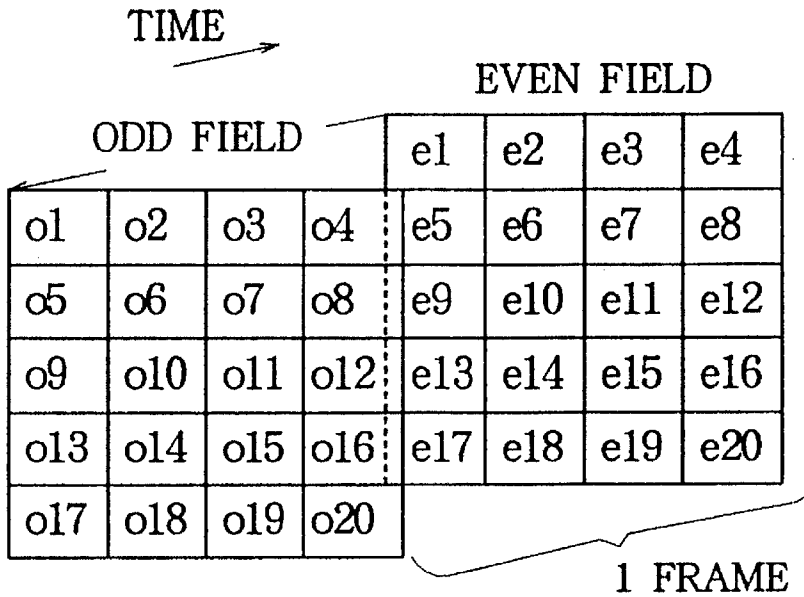 TIME
EVEN FIELD
ODD FIELD
e1 e2 e3 e4
o1 o2 o3 o4 e5 e6 e7 e8
o5 o6 o7 o8 e9 e10 e11 e12
o9 o10 o11 o12 e13 e14 e15 e16
o13 o14 o15 o16 e17 e18 e19 e20
o17 o18 o19 o20
1 FRAME